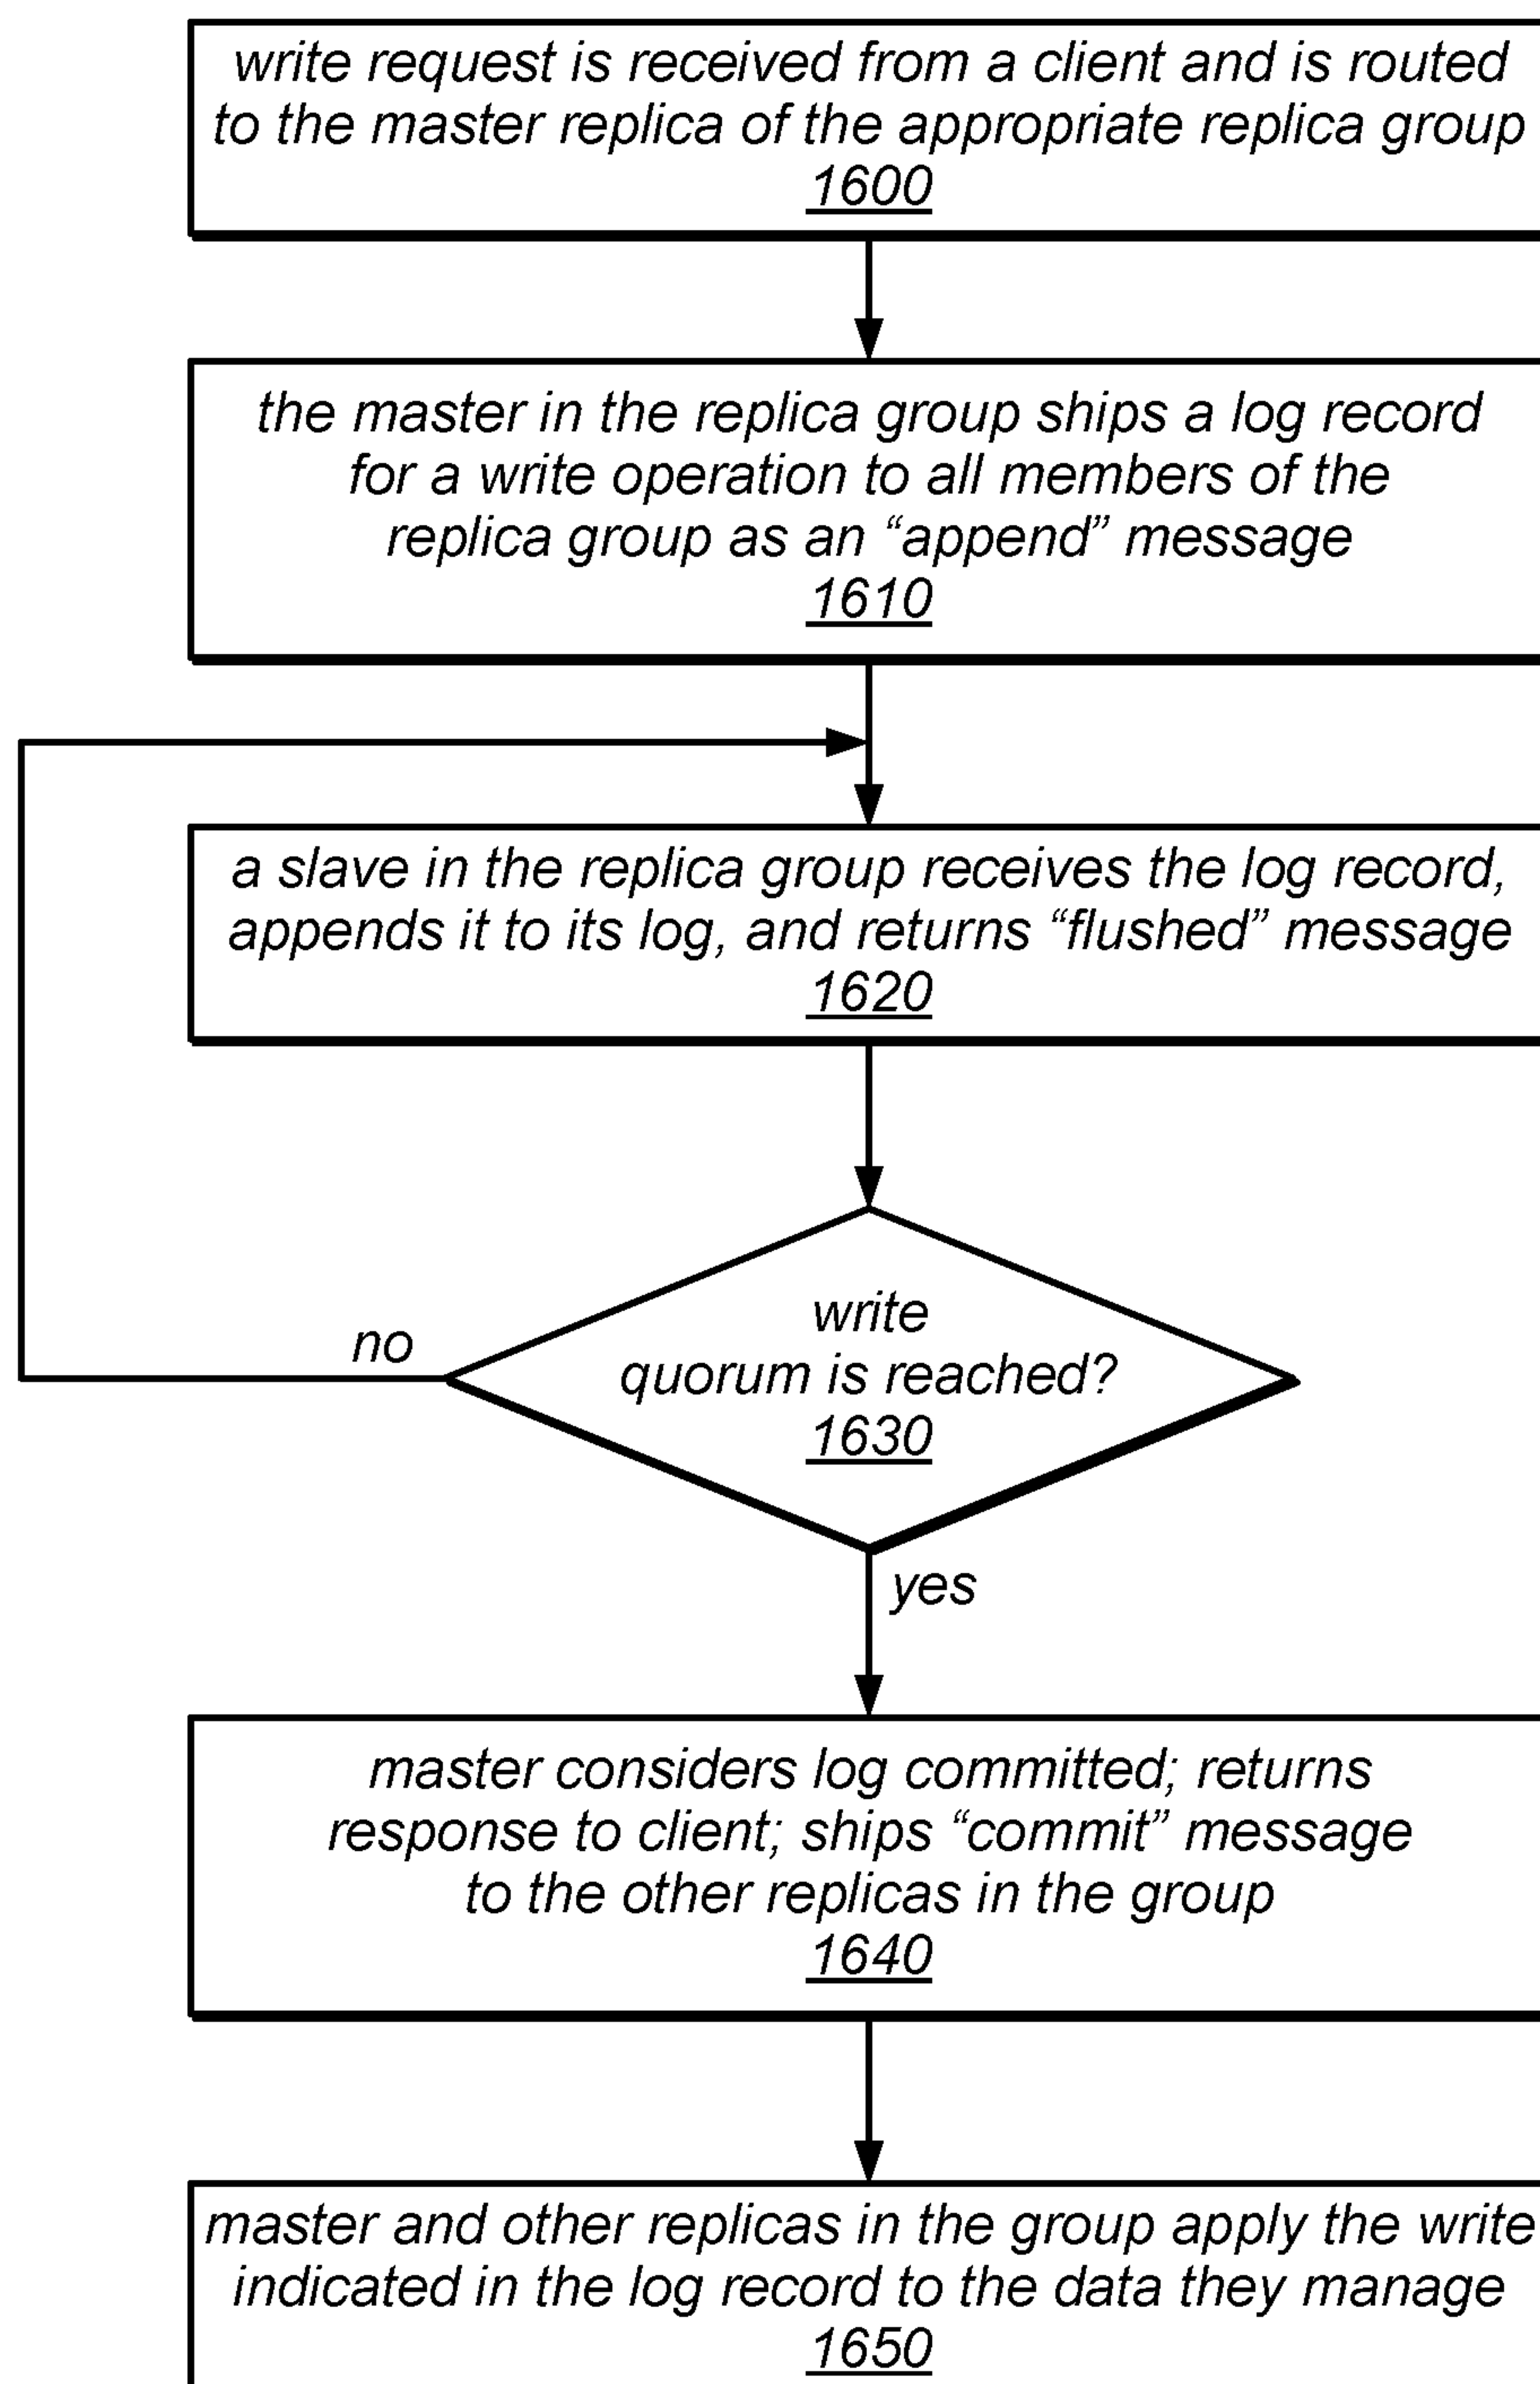 write request is received from a client and is routed
to the master replica of the appropriate replica group
1600
the master in the replica group ships a log record
for a write operation to all members of the
replica group as an “append” message
1610
a slave in the replica group receives the log record,
appends it to its log, and returns “flushed” message
1620
write
quorum is reached?
1630
no
yes
master considers log committed; returns
response to client; ships “commit” message
to the other replicas in the group
1640
master and other replicas in the group apply the write
indicated in the log record to the data they manage
1650